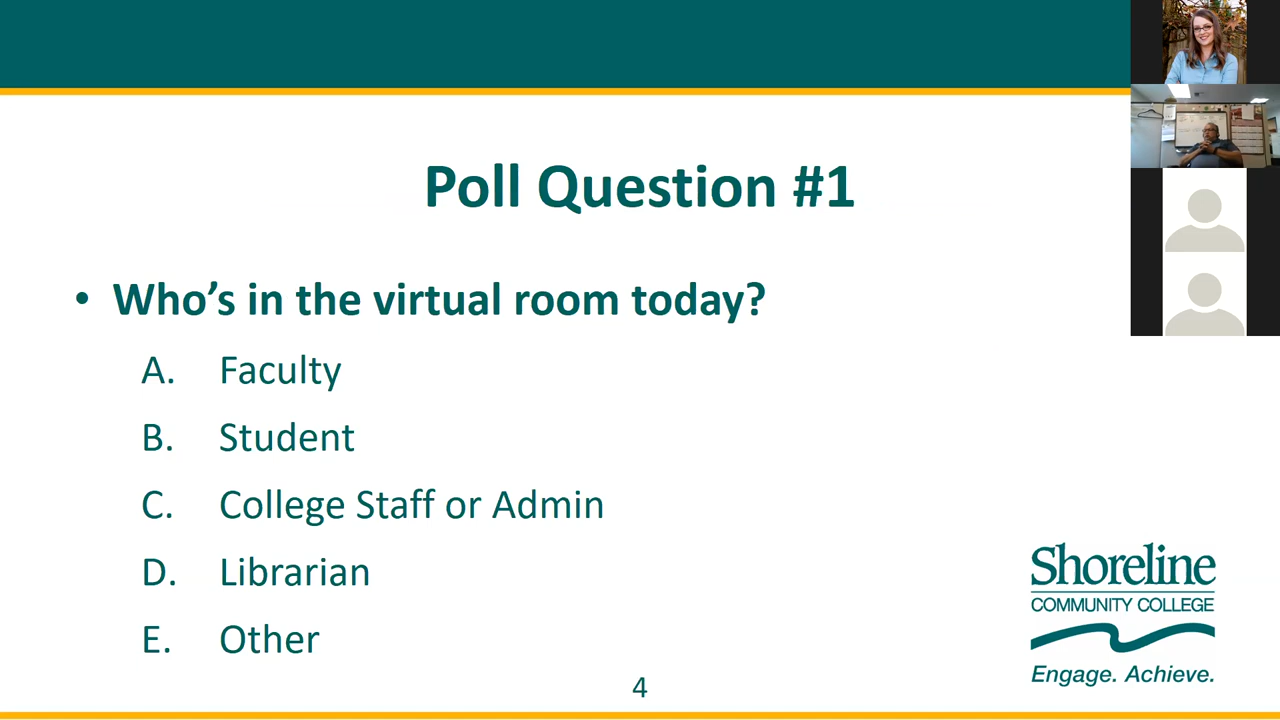 Poll Question #1
• Who’s in the virtual room today?
A. Faculty
B. Student
C. College Staff or Admin
D. Librarian
E. Other
Shoreline
COMMUNITY COLLEGE
Engage. Achieve.
4